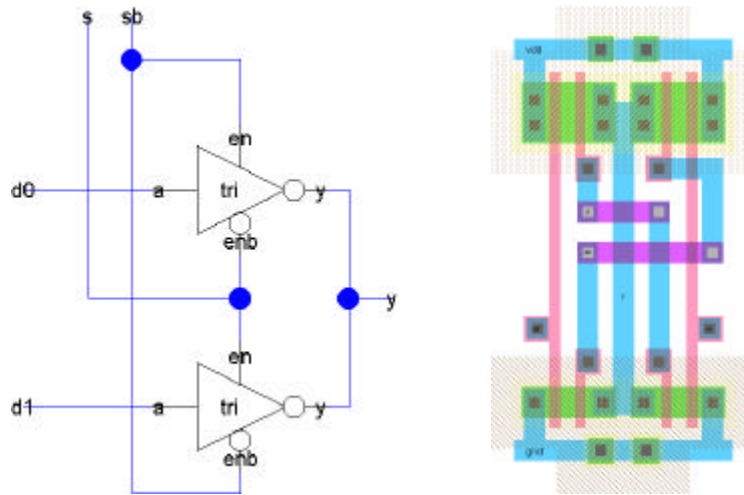 s sb
vdd
en
d0 a tri y
enb
y
y
en
d1 a tri y
enb
gnd